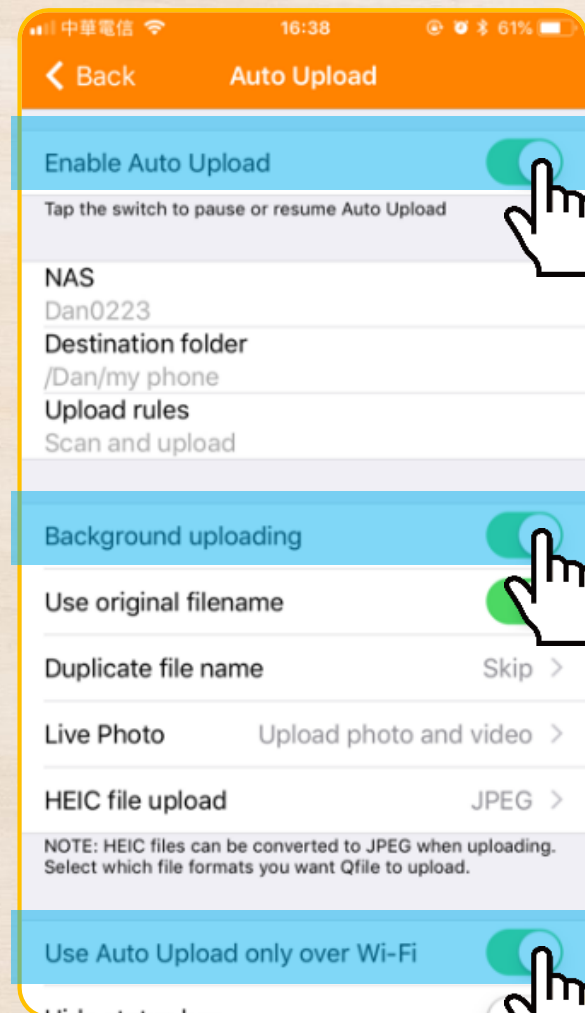 中華電信 16:38 61%
Back Auto Upload
Enable Auto Upload
Tap the switch to pause or resume Auto Upload
NAS
Dan0223
Destination folder
/Dan/my phone
Upload rules
Scan and upload
Background uploading
Use original filename
Duplicate file name Skip
Live Photo Upload photo and video
HEIC file upload JPEG
NOTE: HEIC files can be converted to JPEG when uploading.
Select which file formats you want Qfile to upload.
Use Auto Upload only over Wi-Fi